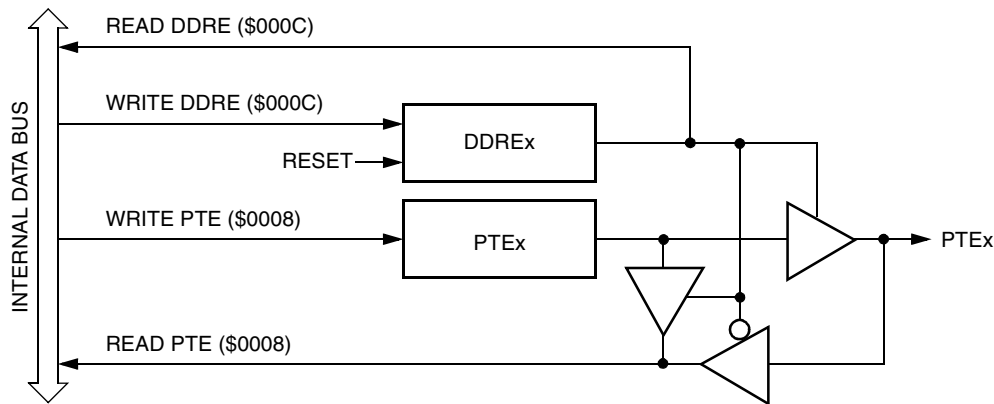 READ DDRE ($000C)
WRITE DDRE ($000C)
DDREx
RESET
WRITE PTE ($0008)
PTEx
PTEx
READ PTE ($0008)
INTERNAL DATA BUS